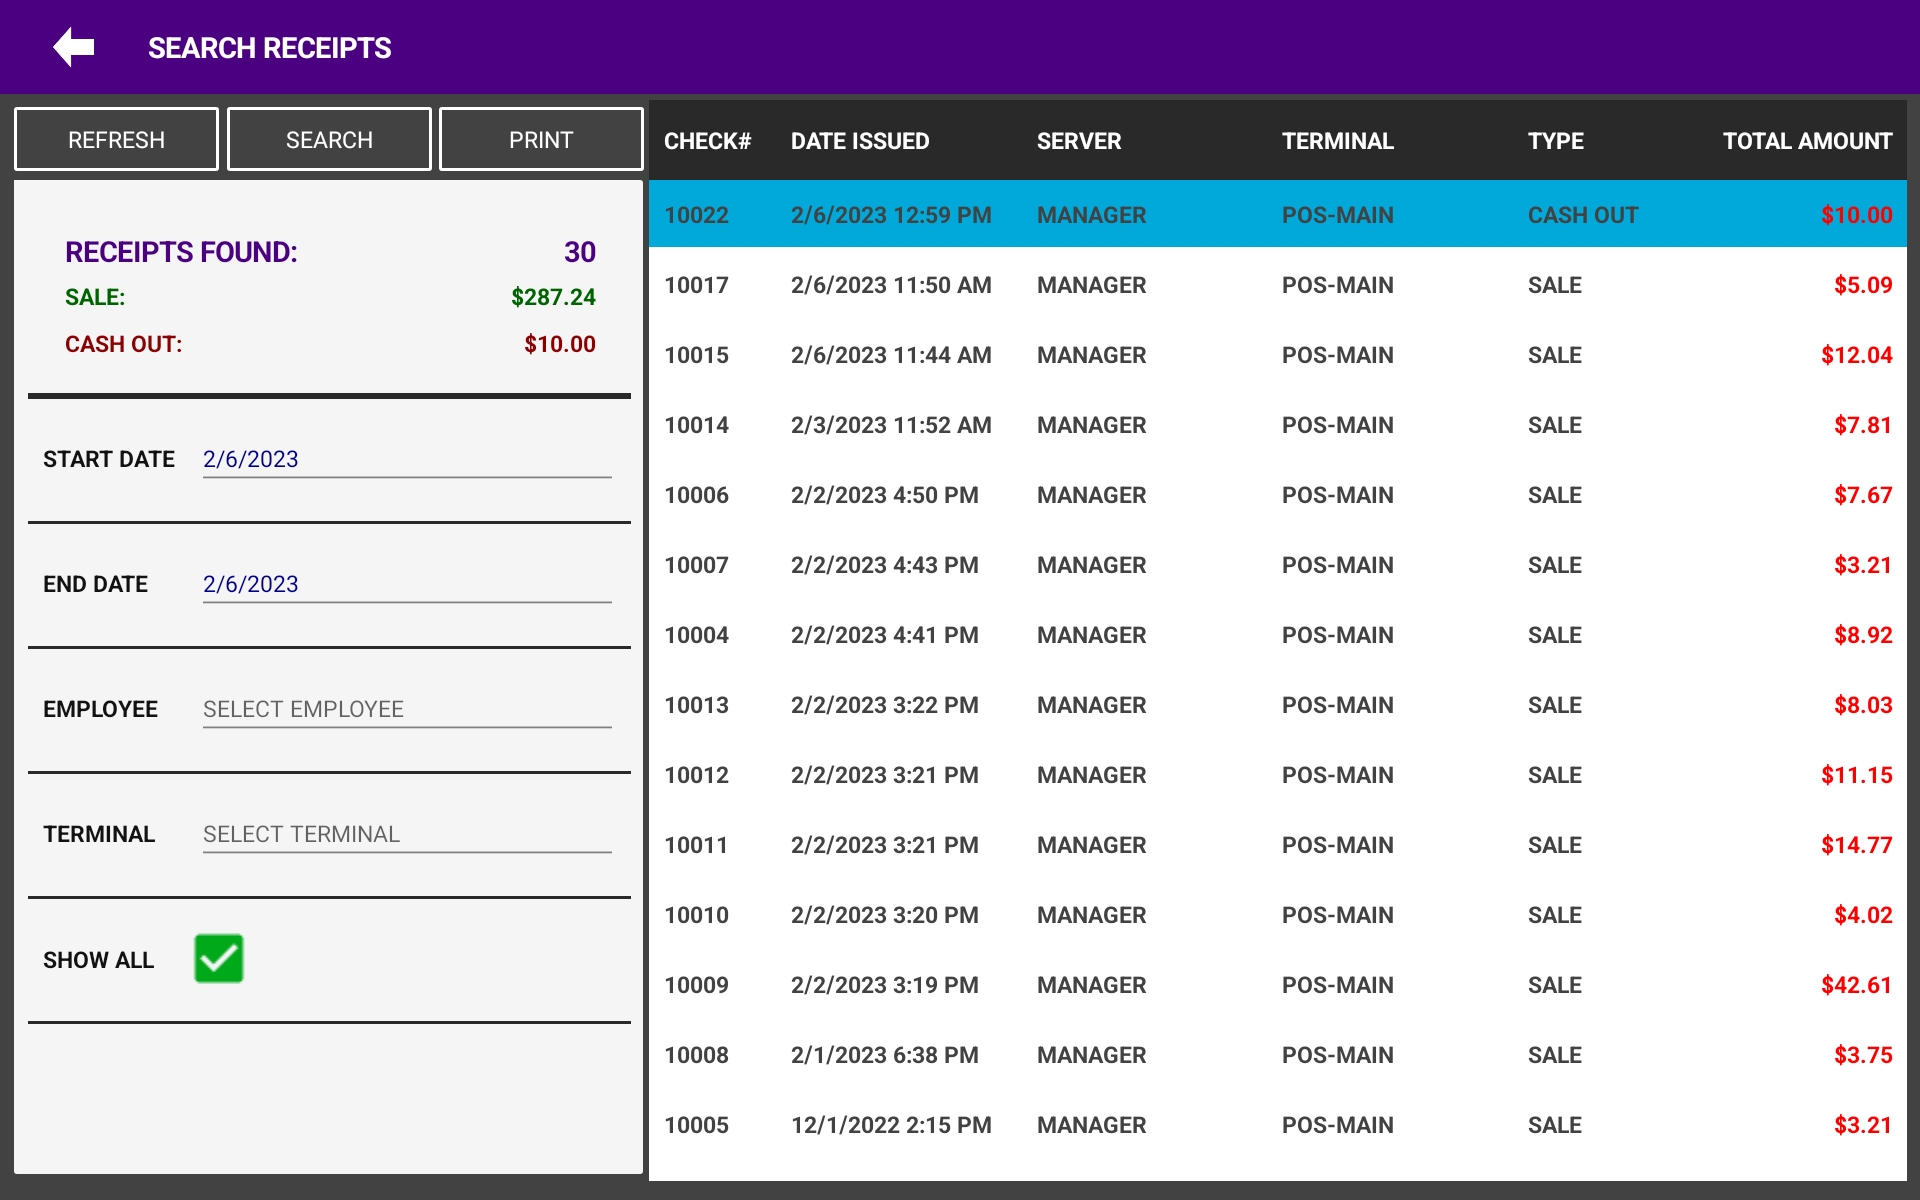 SEARCH RECEIPTS
REFRESH SEARCH PRINT
RECEIPTS FOUND: 30
SALE: $287.24
CASH OUT: $10.00
START DATE 2/6/2023
END DATE 2/6/2023
EMPLOYEE SELECT EMPLOYEE
TERMINAL SELECT TERMINAL
SHOW ALL
CHECK# DATE ISSUED SERVER TERMINAL TYPE TOTAL AMOUNT
10022 2/6/2023 12:59 PM MANAGER POS-MAIN CASH OUT $10.00
10017 2/6/2023 11:50 AM MANAGER POS-MAIN SALE $5.09
10015 2/6/2023 11:44 AM MANAGER POS-MAIN SALE $12.04
10014 2/3/2023 11:52 AM MANAGER POS-MAIN SALE $7.81
10006 2/2/2023 4:50 PM MANAGER POS-MAIN SALE $7.67
10007 2/2/2023 4:43 PM MANAGER POS-MAIN SALE $3.21
10004 2/2/2023 4:41 PM MANAGER POS-MAIN SALE $8.92
10013 2/2/2023 3:22 PM MANAGER POS-MAIN SALE $8.03
10012 2/2/2023 3:21 PM MANAGER POS-MAIN SALE $11.15
10011 2/2/2023 3:21 PM MANAGER POS-MAIN SALE $14.77
10010 2/2/2023 3:20 PM MANAGER POS-MAIN SALE $4.02
10009 2/2/2023 3:19 PM MANAGER POS-MAIN SALE $42.61
10008 2/1/2023 6:38 PM MANAGER POS-MAIN SALE $3.75
10005 12/1/2022 2:15 PM MANAGER POS-MAIN SALE $3.21